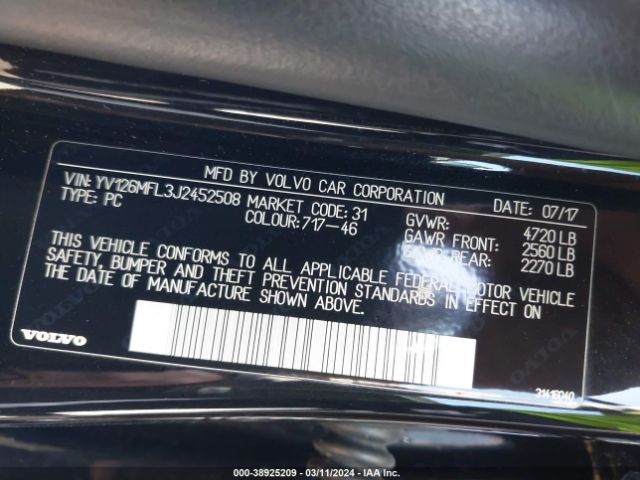 MFD BY VOLVO CAR CORPORATION DATE: 07/17
VIN: YV126MFL3J2452508 MARKET CODE: 31 GVWR: 4720 LB
TYPE: PC COLOUR: 717-46 GAWR FRONT: 2560 LB
GAWR REAR: 2270 LB
THIS VEHICLE CONFORMS TO ALL APPLICABLE FEDERAL MOTOR VEHICLE
SAFETY, BUMPER AND THEFT PREVENTION STANDARDS IN EFFECT ON
THE DATE OF MANUFACTURE SHOWN ABOVE.
VOLVO
31416040
000-38925209 - 03/11/2024 - IAA Inc.